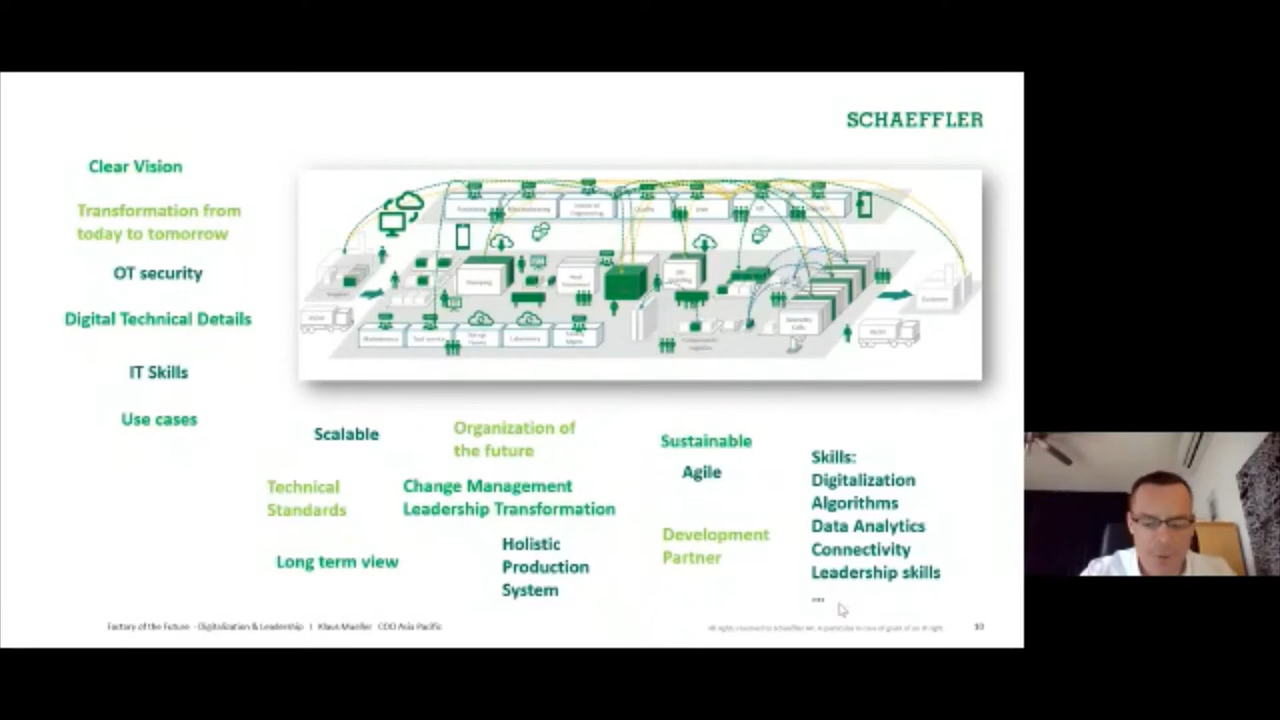 SCHAEFFLER
Clear Vision
Transformation from
today to tomorrow
OT security
Digital Technical Details
IT Skills
Use cases
Scalable
Organization of
the future
Technical
Standards
Change Management
Leadership Transformation
Long term view
Holistic
Production
System
Sustainable
Agile
Development
Partner
Skills:
Digitalization
Algorithms
Data Analytics
Connectivity
Leadership skills
...
Factory of the Future - Digitalization & Leadership I Klaus Mueller COO Asia Pacific
10